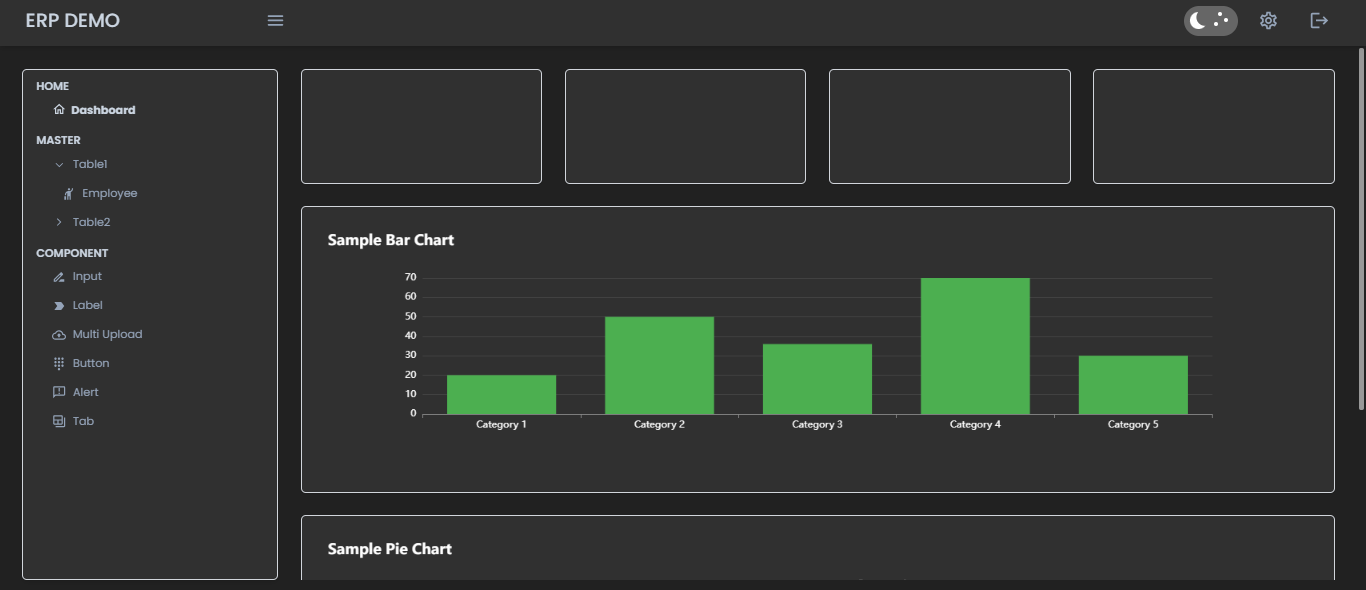 ERP DEMO
HOME
Dashboard
MASTER
Table1
Employee
Table2
COMPONENT
Input
Label
Multi Upload
Button
Alert
Tab
Sample Bar Chart
70
60
50
40
30
20
10
0
Category 1 Category 2 Category 3 Category 4 Category 5
Sample Pie Chart